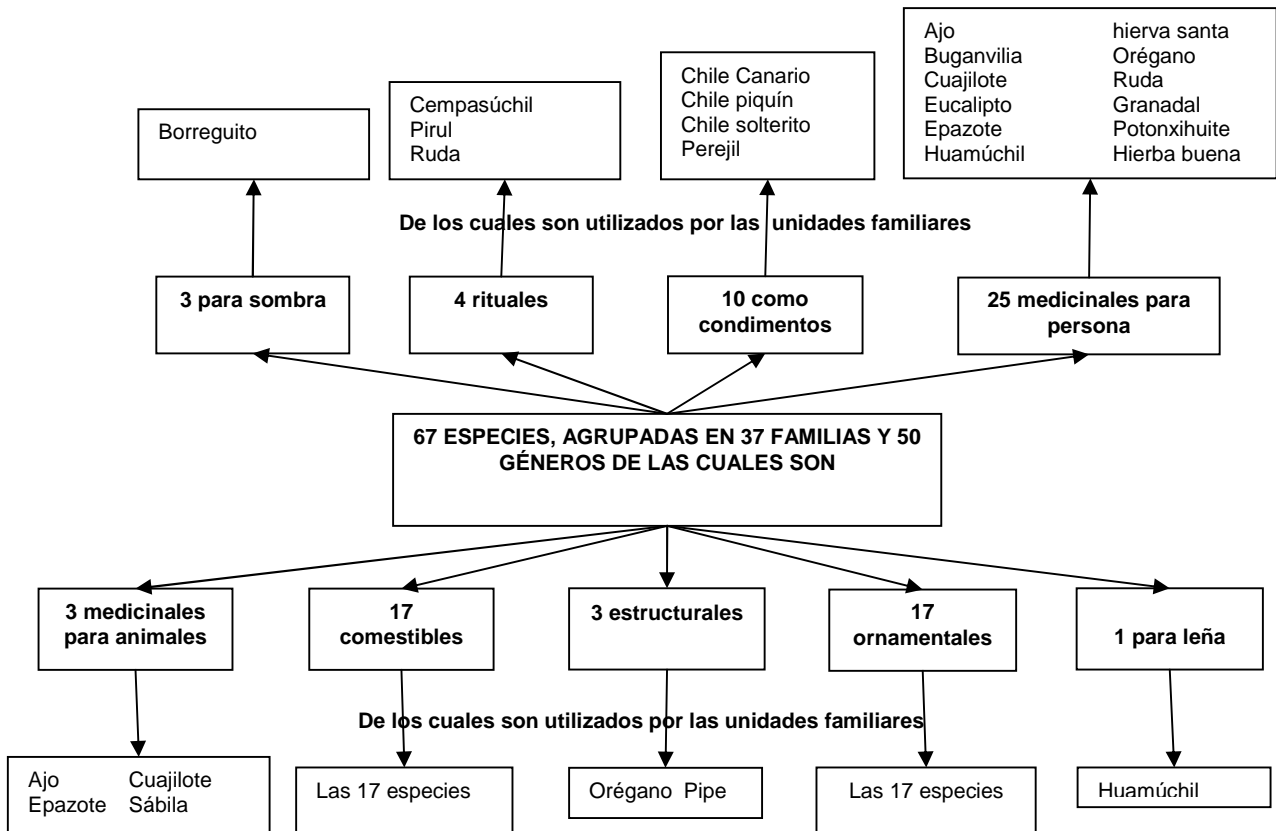 Borreguito
Cempasúchil
Pirul
Ruda
Chile Canario
Chile piquín
Chile solterito
Perejil
Ajo hierva santa
Buganvilia Orégano
Cuajilote Ruda
Eucalipto Granadal
Epazote Potonxihuite
Huamúchil Hierba buena
De los cuales son utilizados por las unidades familiares
3 para sombra
4 rituales
10 como
condimentos
25 medicinales para
persona
67 ESPECIES, AGRUPADAS EN 37 FAMILIAS Y 50
GÉNEROS DE LAS CUALES SON
3 medicinales
para animales
17
comestibles
3 estructurales
17
ornamentales
1 para leña
De los cuales son utilizados por las unidades familiares
Ajo Cuajilote
Epazote Sábila
Las 17 especies
Orégano Pipe
Las 17 especies
Huamúchil